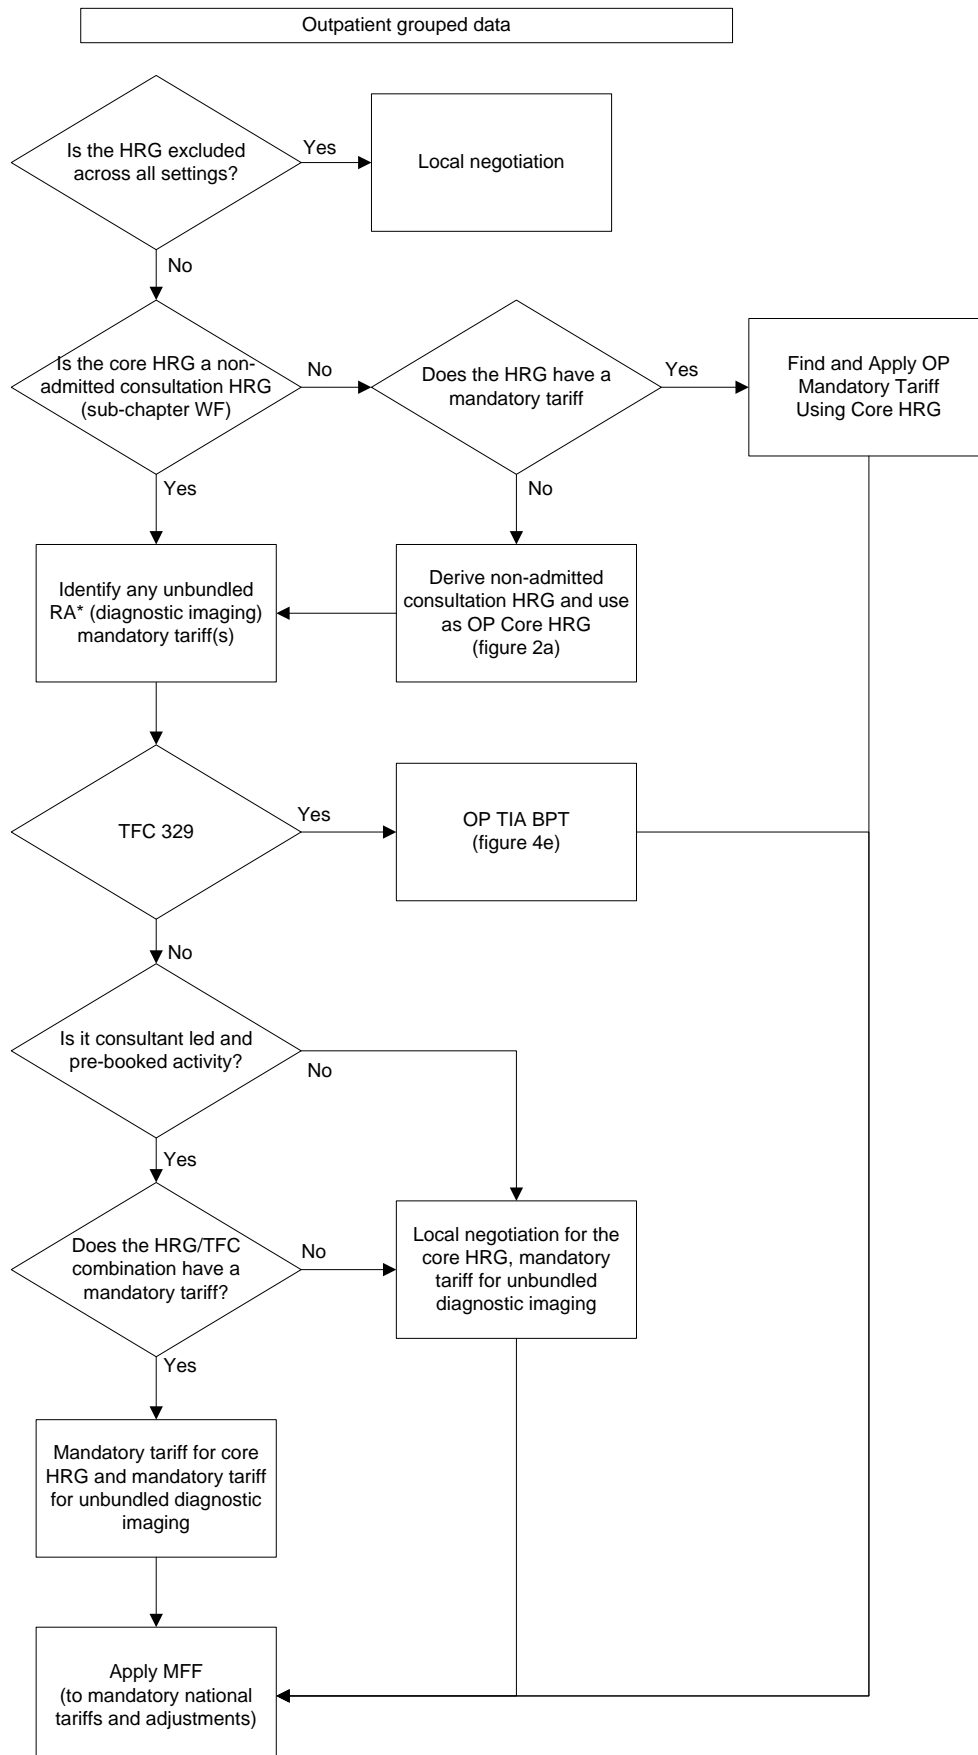 Outpatient grouped data
Is the HRG excluded
across all settings?
Yes
Local negotiation
No
Is the core HRG a non-
admitted consultation HRG
(sub-chapter WF)
No
Does the HRG have a
mandatory tariff
Yes
Find and Apply OP
Mandatory Tariff
Using Core HRG
Yes
No
Identify any unbundled
RA* (diagnostic imaging)
mandatory tariff(s)
Derive non-admitted
consultation HRG and use
as OP Core HRG
(figure 2a)
TFC 329
Yes
OP TIA BPT
(figure 4e)
No
Is it consultant led and
pre-booked activity?
No
Yes
Does the HRG/TFC
combination have a
mandatory tariff?
No
Local negotiation for the
core HRG, mandatory
tariff for unbundled
diagnostic imaging
Yes
Mandatory tariff for core
HRG and mandatory tariff
for unbundled diagnostic
imaging
Apply MFF
(to mandatory national
tariffs and adjustments)